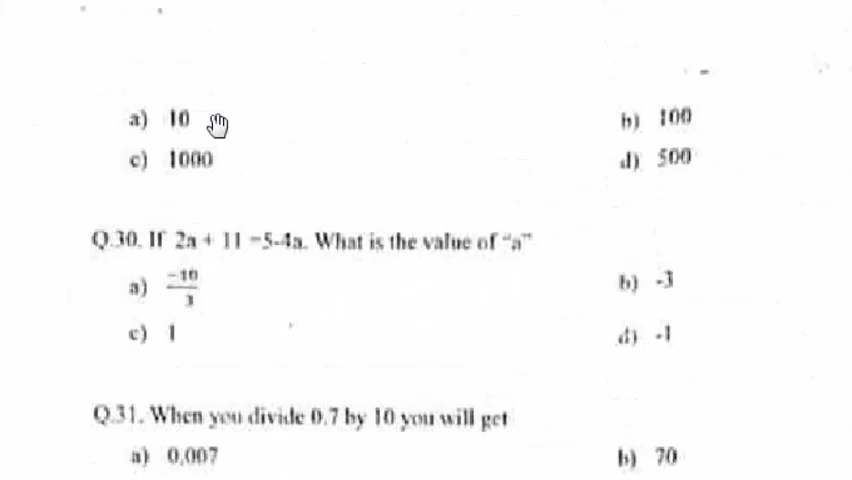 a) 10 b) 100
c) 1000 d) 500
Q.30. If 2a + 11 =5-4a. What is the value of "a"
a) -10/3 b) -3
c) 1 d) -1
Q.31. When you divide 0.7 by 10 you will get
a) 0.007 b) 70